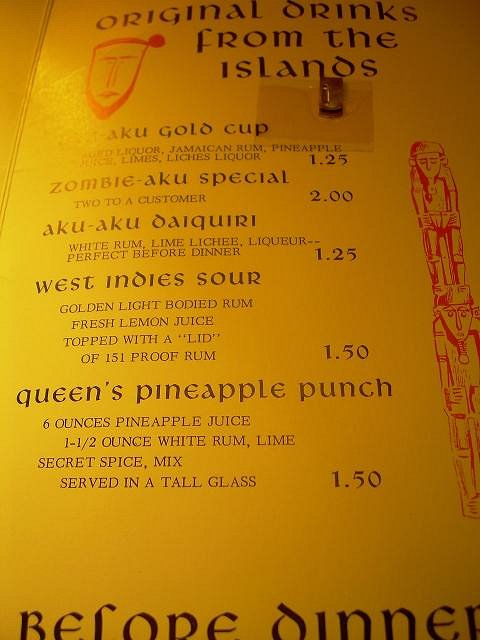 ORIGINAL DRINKS
FROM THE
ISLANDS
-AKU GOLD CUP
LIQUOR, JAMAICAN RUM, PINEAPPLE
JUICE, LIMES, LICHES LIQUOR 1.25
ZOMBIE-AKU SPECIAL
TWO TO A CUSTOMER 2.00
AKU-AKU DAIQUIRI
WHITE RUM, LIME LICHEE, LIQUEUR--
PERFECT BEFORE DINNER 1.25
WEST INDIES SOUR
GOLDEN LIGHT BODIED RUM
FRESH LEMON JUICE
TOPPED WITH A "LID"
OF 151 PROOF RUM 1.50
QUEEN'S PINEAPPLE PUNCH
6 OUNCES PINEAPPLE JUICE
1-1/2 OUNCE WHITE RUM, LIME
SECRET SPICE, MIX
SERVED IN A TALL GLASS 1.50
BEFORE DINNER